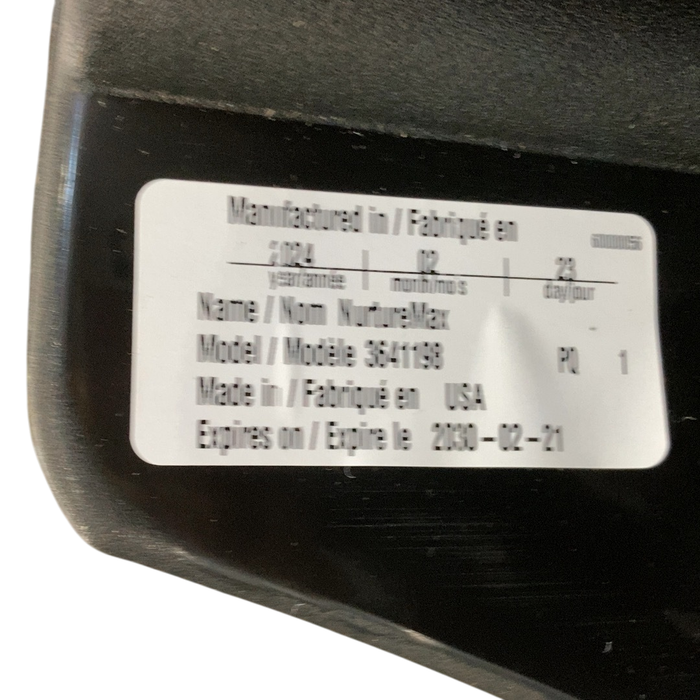 Manufactured in / Fabriqué en
2024 | 02 | 23
year/année month/mois day/jour
Name / Nom NurtureMax
Model / Modèle 3641198 PQ 1
Made in / Fabriqué en USA
Expires on / Expire le 2030-02-21